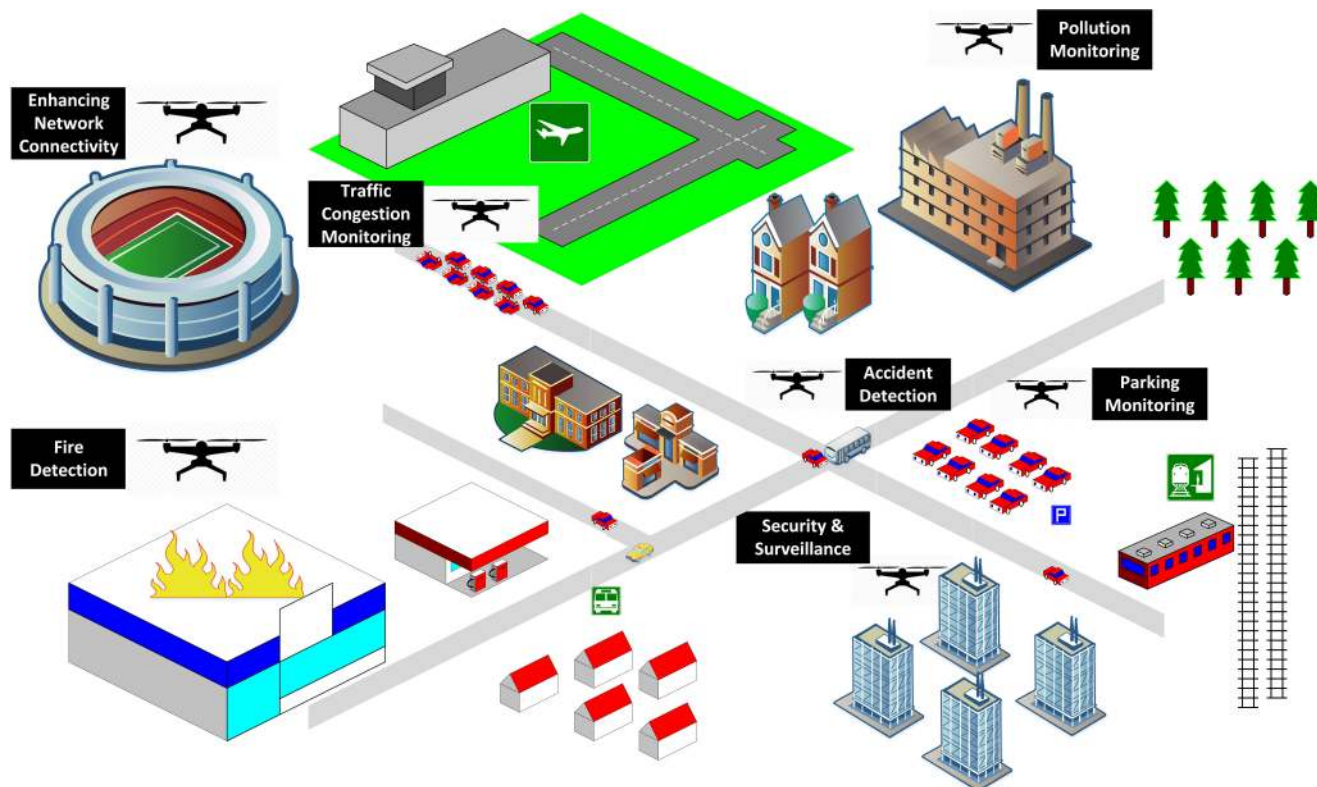 Pollution
Monitoring
Enhancing
Network
Connectivity
Traffic
Congestion
Monitoring
Accident
Detection
Parking
Monitoring
Fire
Detection
Security &
Surveillance
P